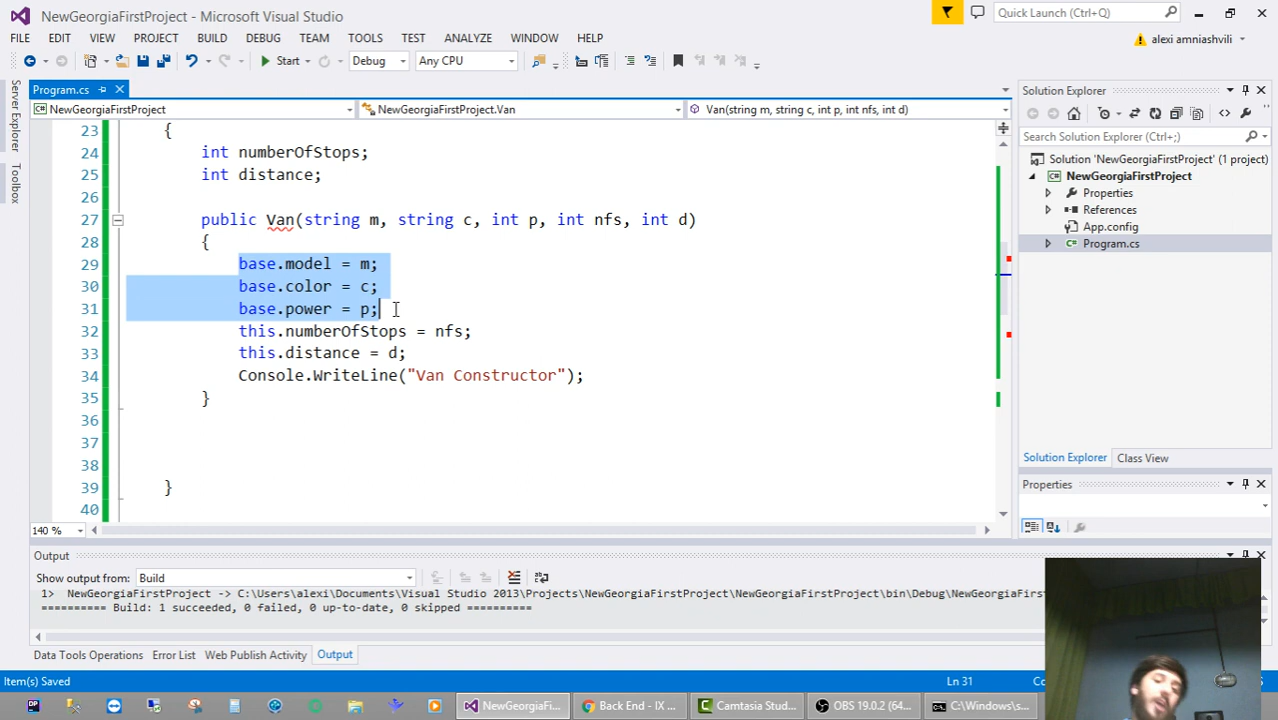 NewGeorgiaFirstProject - Microsoft Visual Studio
Quick Launch (Ctrl+Q)
FILE EDIT VIEW PROJECT BUILD DEBUG TEAM TOOLS TEST ANALYZE WINDOW HELP
alexi amniashvili
Start Debug Any CPU
Server Explorer
Toolbox
Program.cs
NewGeorgiaFirstProject NewGeorgiaFirstProject.Van Van(string m, string c, int p, int nfs, int d)
23 {
24 int numberOfStops;
25 int distance;
26
27 public Van(string m, string c, int p, int nfs, int d)
28 {
29 base.model = m;
30 base.color = c;
31 base.power = p;
32 this.numberOfStops = nfs;
33 this.distance = d;
34 Console.WriteLine("Van Constructor");
35 }
36
37
38
39 }
40
140 %
Solution Explorer
Search Solution Explorer (Ctrl+;)
Solution 'NewGeorgiaFirstProject' (1 project)
NewGeorgiaFirstProject
Properties
References
App.config
Program.cs
Solution Explorer Class View
Properties
Output
Show output from: Build
1> NewGeorgiaFirstProject -> C:\Users\alexi\Documents\Visual Studio 2013\Projects\NewGeorgiaFirstProject\NewGeorgiaFirstProject\bin\Debug\NewGeorgiaFirst
========== Build: 1 succeeded, 0 failed, 0 up-to-date, 0 skipped ==========
Data Tools Operations Error List Web Publish Activity Output
Item(s) Saved Ln 31
NewGeorgiaFi... Back End - IX ... Camtasia Stud... OBS 19.0.2 (64... C:\Windows\s...